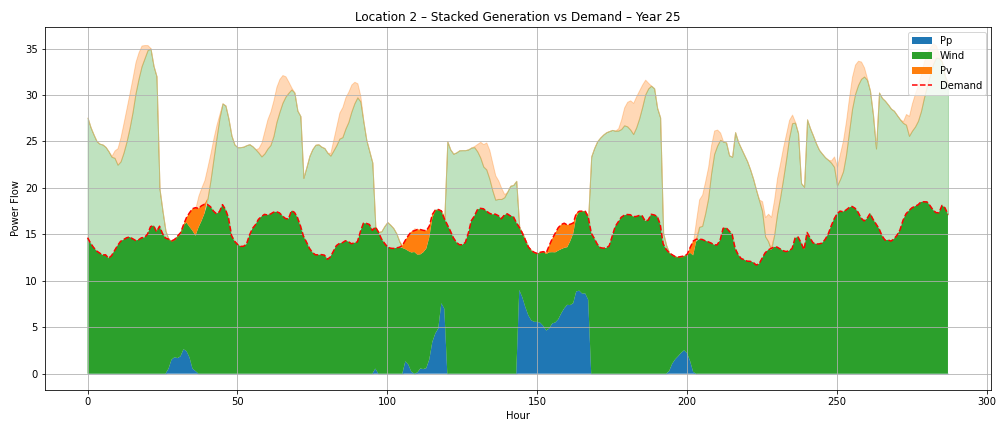 Location 2 – Stacked Generation vs Demand – Year 25
Power Flow
35
30
25
20
15
10
5
0
Pp
Wind
Pv
Demand
0 50 100 150 200 250 300
Hour